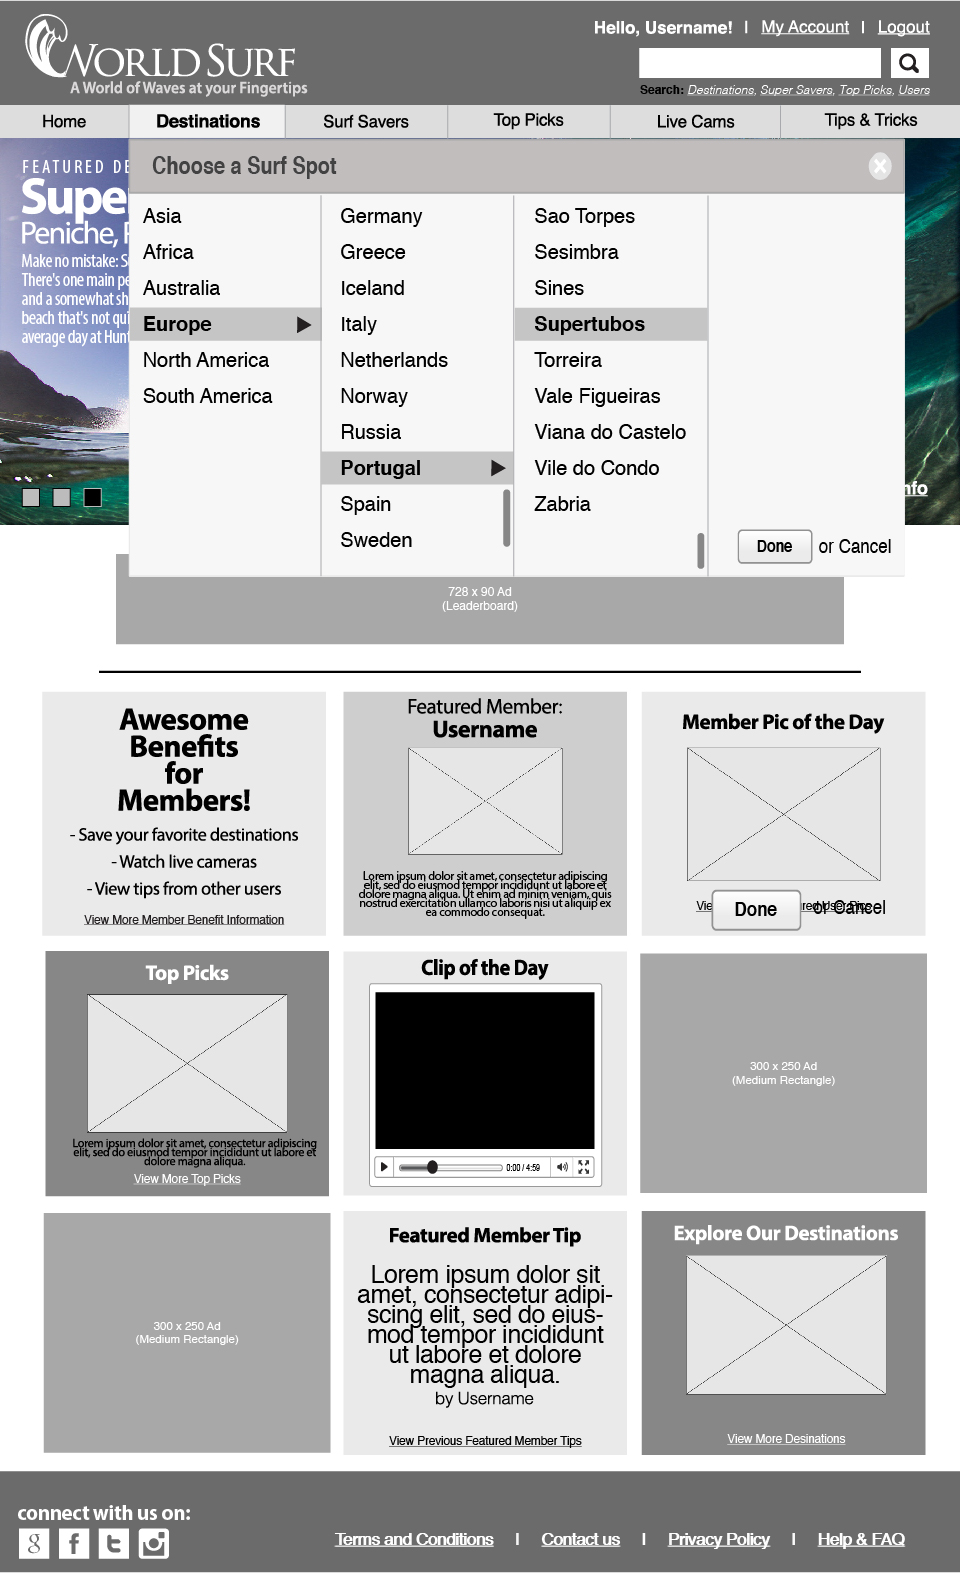 Hello, Username! | My Account | Logout
WORLD SURF
A World of Waves at your Fingertips
Search: Destinations, Super Savers, Top Picks, Users
Home
Destinations
Surf Savers
Top Picks
Live Cams
Tips & Tricks
Choose a Surf Spot
FEATURED DE
Supe
Peniche, P
Make no mistake: S
There's one main pe
and a somewhat sh
beach that's not qui
average day at Hunt
Asia
Africa
Australia
Europe
North America
South America
Germany
Greece
Iceland
Italy
Netherlands
Norway
Russia
Portugal
Spain
Sweden
Sao Torpes
Sesimbra
Sines
Supertubos
Torreira
Vale Figueiras
Viana do Castelo
Vile do Condo
Zabria
nfo
Done or Cancel
728 x 90 Ad
(Leaderboard)
Awesome
Benefits
for
Members!
- Save your favorite destinations
- Watch live cameras
- View tips from other users
View More Member Benefit Information
Featured Member:
Username
Lorem ipsum dolor sit amet, consectetur adipiscing
elit, sed do eiusmod tempor incididunt ut labore et
dolore magna aliqua. Ut enim ad minim veniam, quis
nostrud exercitation ullamco laboris nisi ut aliquip ex
ea commodo consequat.
Member Pic of the Day
Done or Cancel
Top Picks
Lorem ipsum dolor sit amet, consectetur adipiscing
elit, sed do eiusmod tempor incididunt ut labore et
dolore magna aliqua.
View More Top Picks
Clip of the Day
0:00 / 4:59
300 x 250 Ad
(Medium Rectangle)
300 x 250 Ad
(Medium Rectangle)
Featured Member Tip
Lorem ipsum dolor sit
amet, consectetur adipi-
scing elit, sed do eius-
mod tempor incididunt
ut labore et dolore
magna aliqua.
by Username
View Previous Featured Member Tips
Explore Our Destinations
View More Desinations
connect with us on:
Terms and Conditions | Contact us | Privacy Policy | Help & FAQ